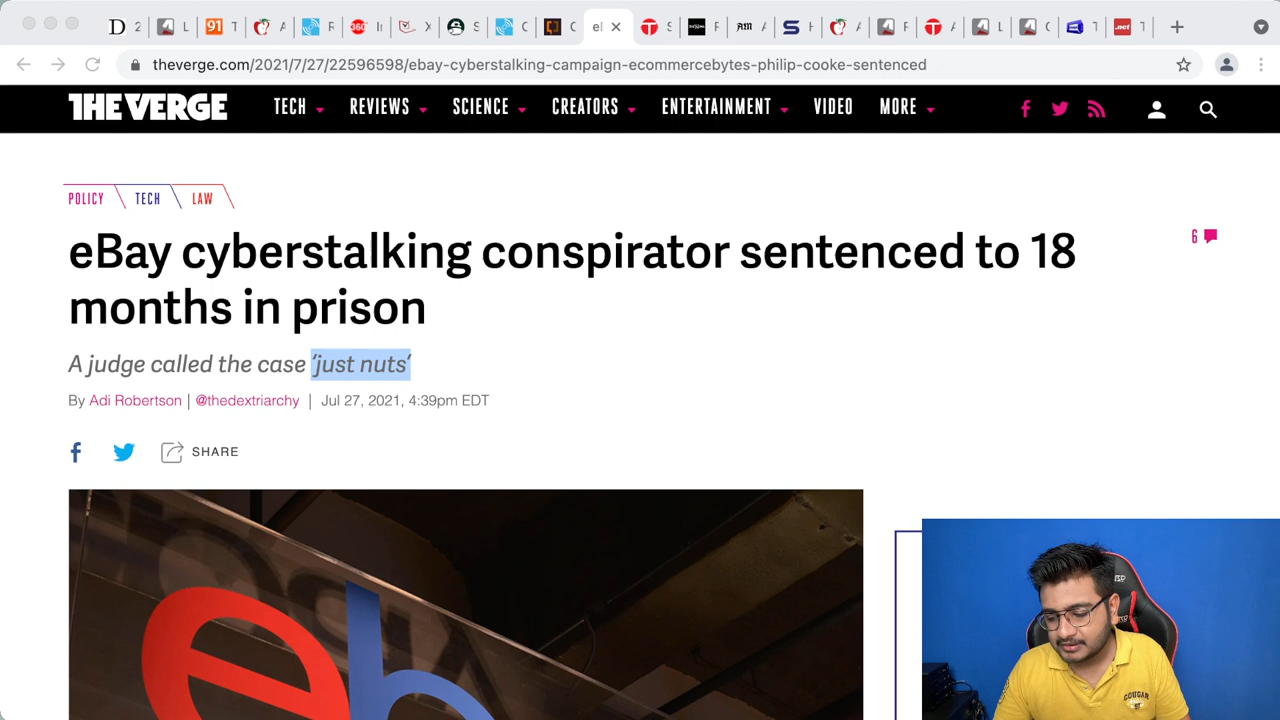 theverge.com/2021/7/27/22596598/ebay-cyberstalking-campaign-ecommercebytes-philip-cooke-sentenced
THE VERGE TECH REVIEWS SCIENCE CREATORS ENTERTAINMENT VIDEO MORE
POLICY TECH LAW
eBay cyberstalking conspirator sentenced to 18
months in prison
6
A judge called the case ‘just nuts’
By Adi Robertson | @thedextriarchy | Jul 27, 2021, 4:39pm EDT
SHARE
eb
COUGAR